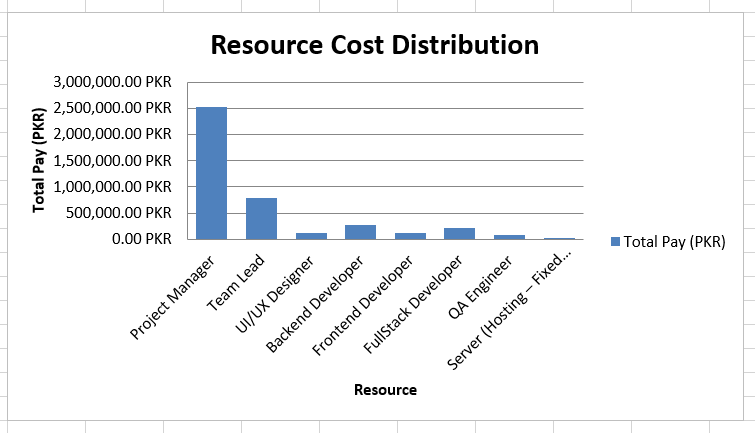 Resource Cost Distribution
3,000,000.00 PKR
2,500,000.00 PKR
2,000,000.00 PKR
1,500,000.00 PKR
1,000,000.00 PKR
500,000.00 PKR
0.00 PKR
Total Pay (PKR)
Project Manager
Team Lead
UI/UX Designer
Backend Developer
Frontend Developer
FullStack Developer
QA Engineer
Server (Hosting – Fixed...
Resource
Total Pay (PKR)